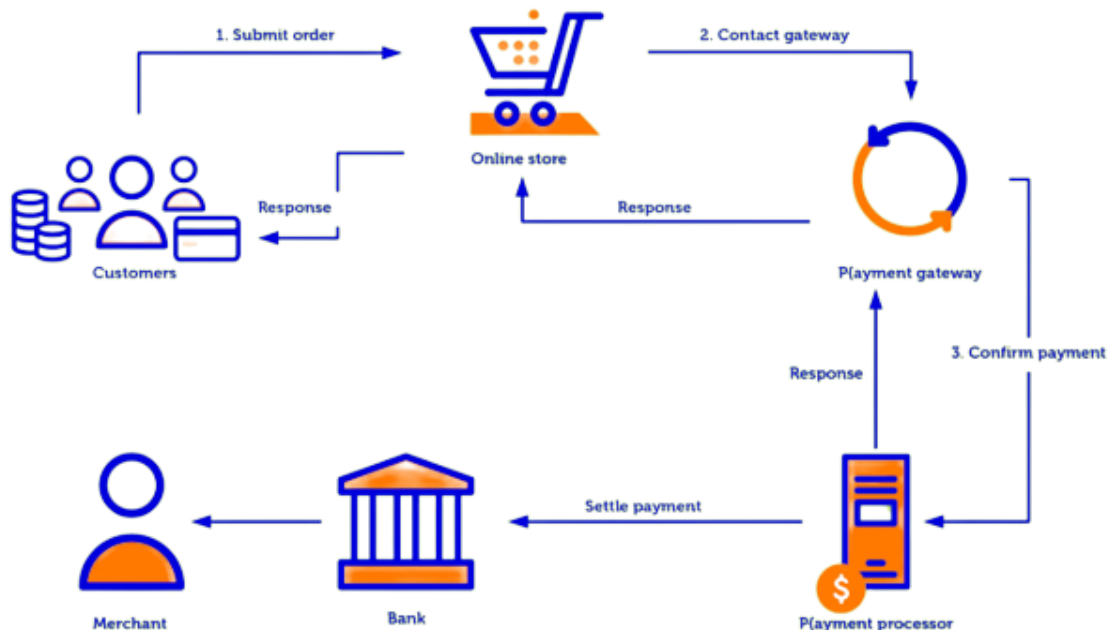 1. Submit order
2. Contact gateway
Online store
Response
Response
Customers
P(ayment gateway
3. Confirm payment
Response
Settle payment
Merchant
Bank
P(ayment processor
$